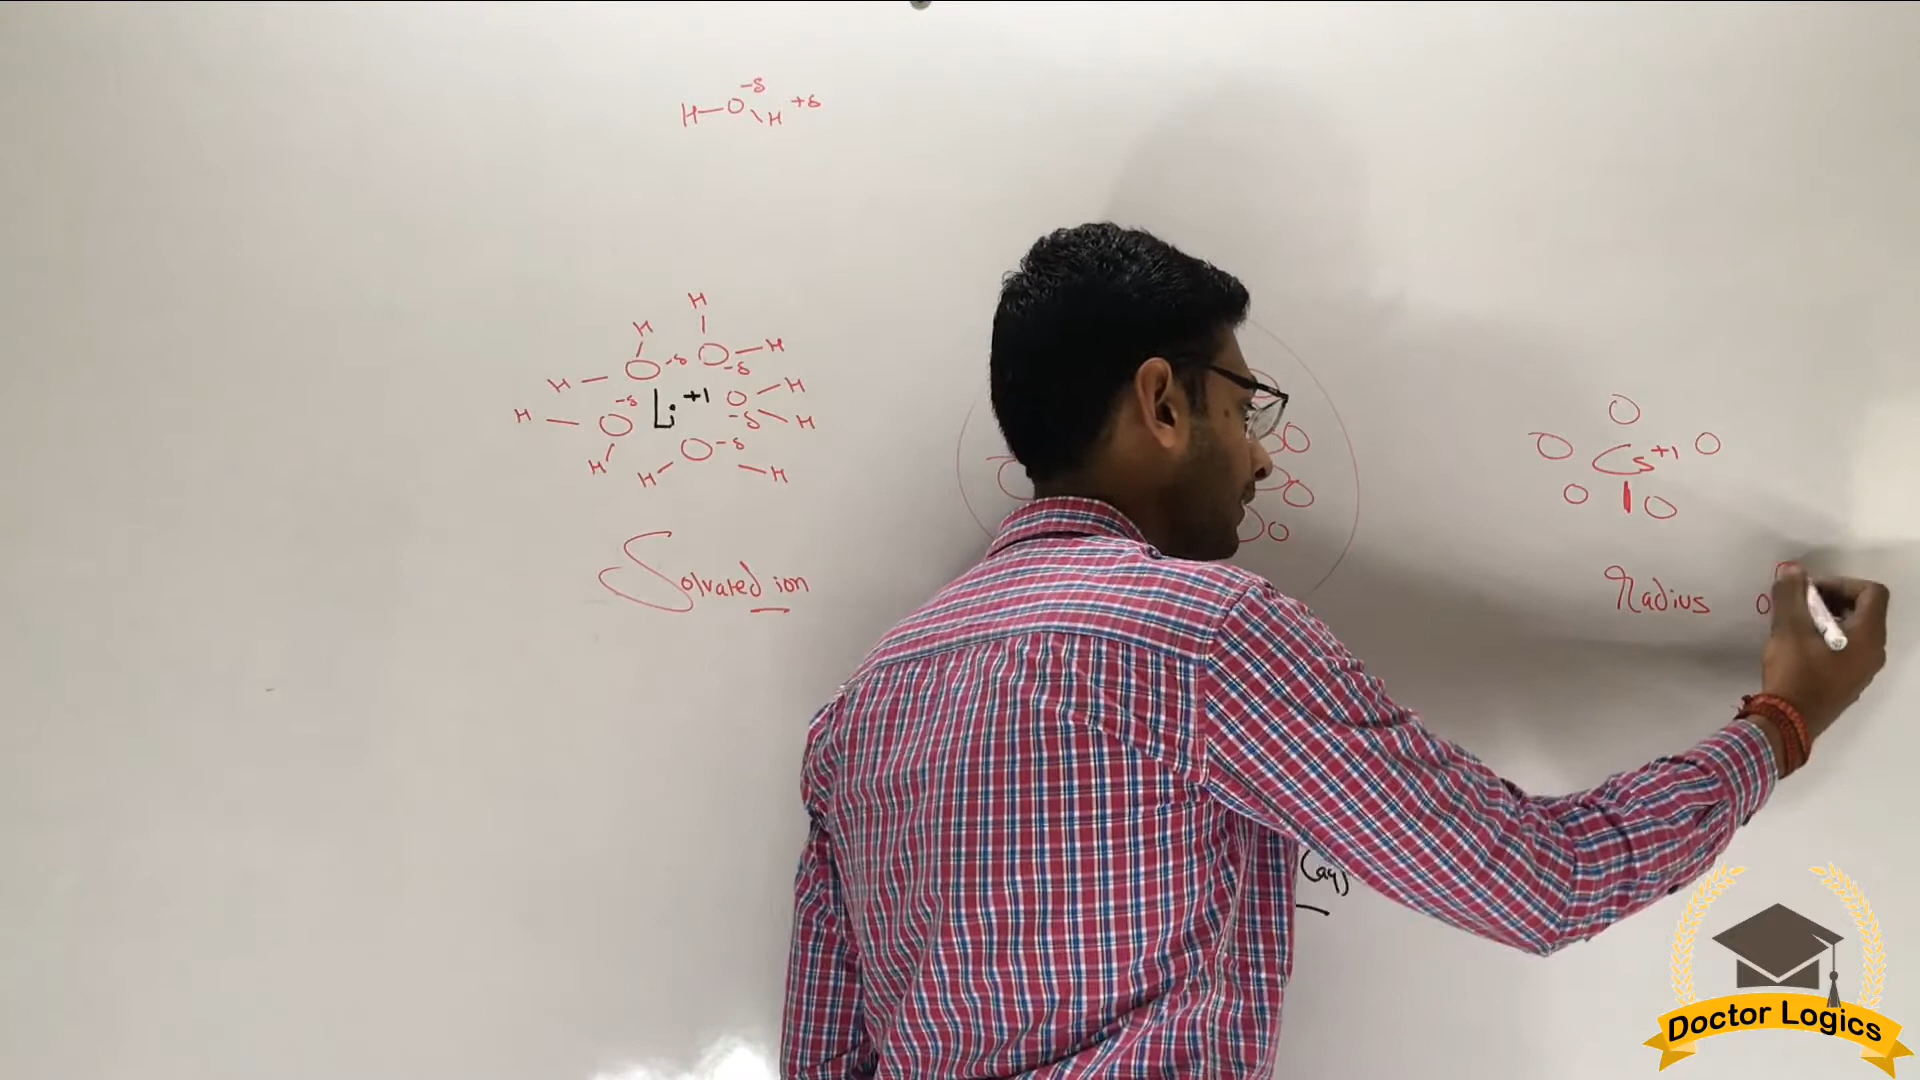 -δ
H-O\H +δ
H
H
O -δ
O -H
-δ
H -
-δ
Li +1
O
-H
-H
-δ
H -
O
H
O -δ
H
-H
Solvated ion
O
O
Cs+1
O
O
O
Radius o
(aq)
Doctor Logics